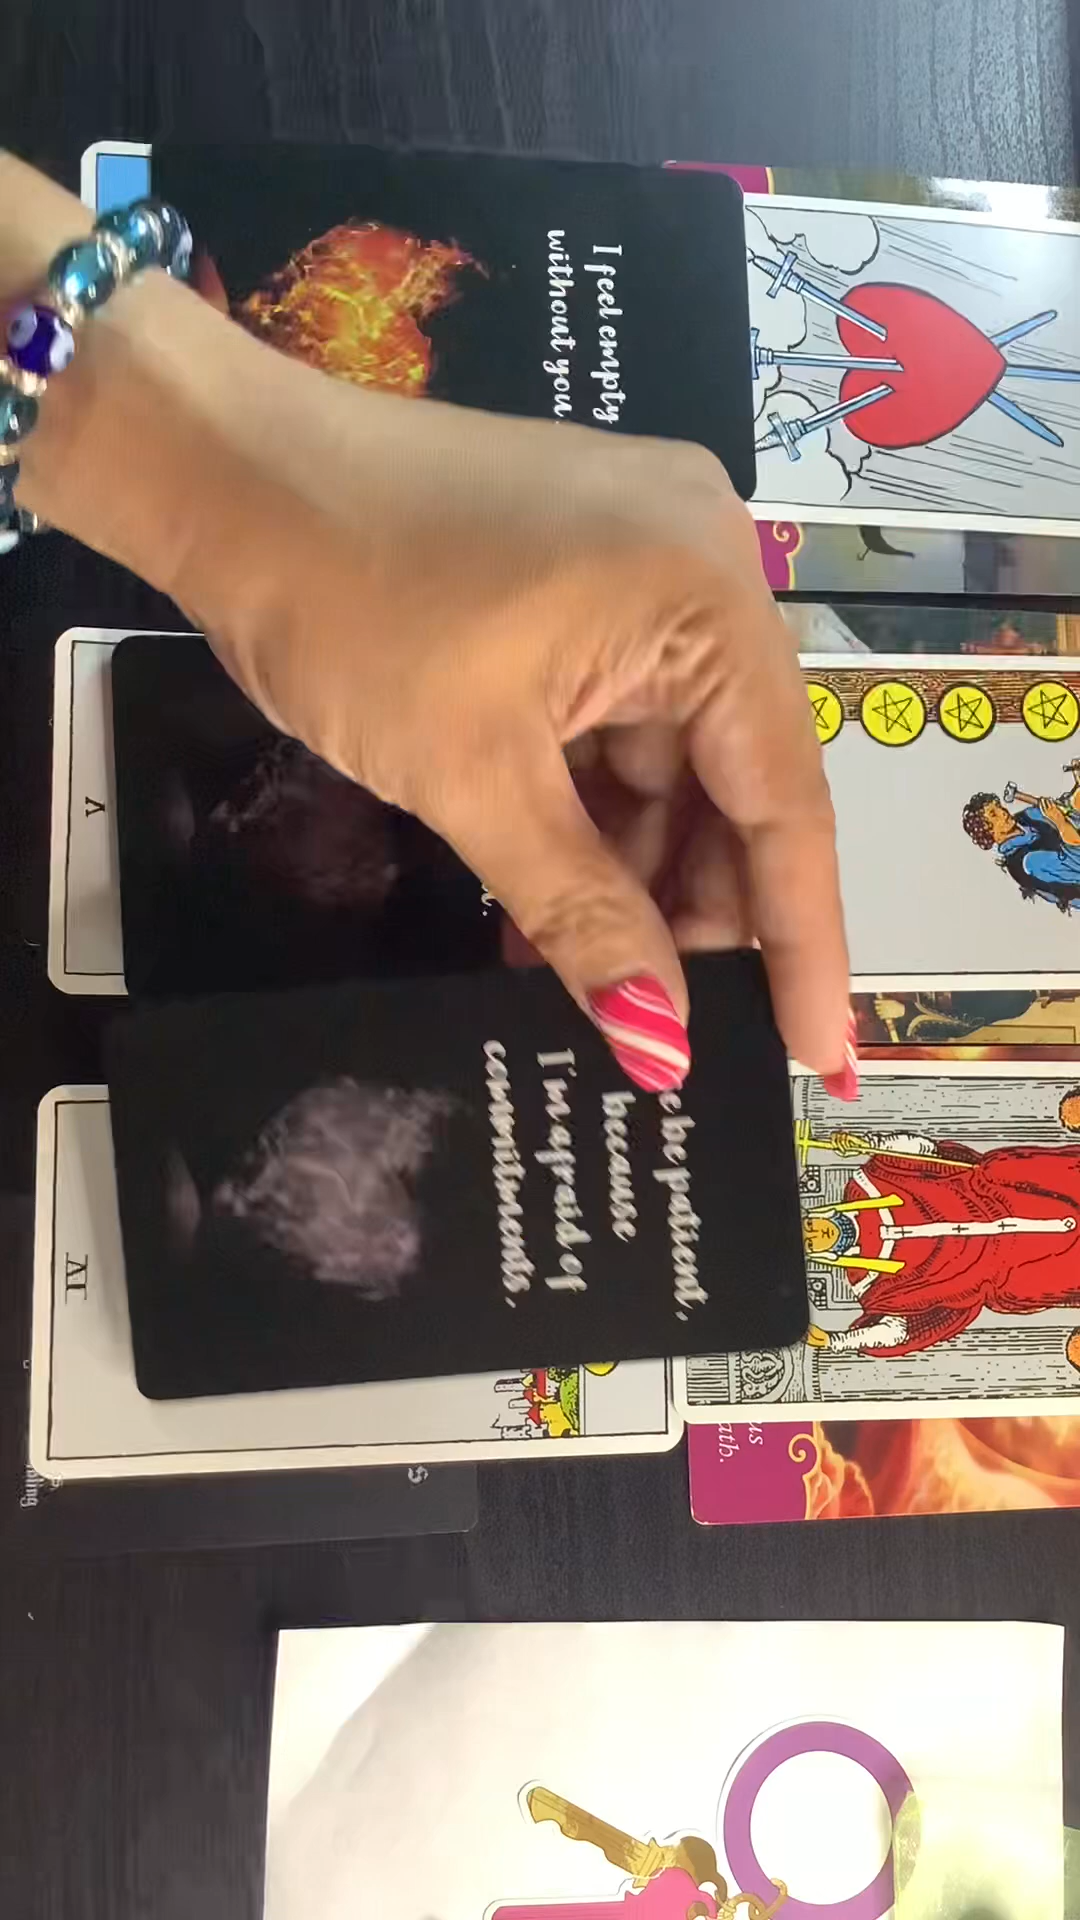 I feel empty
without you
be patient,
because
I'm afraid of
commitments,
V
IV